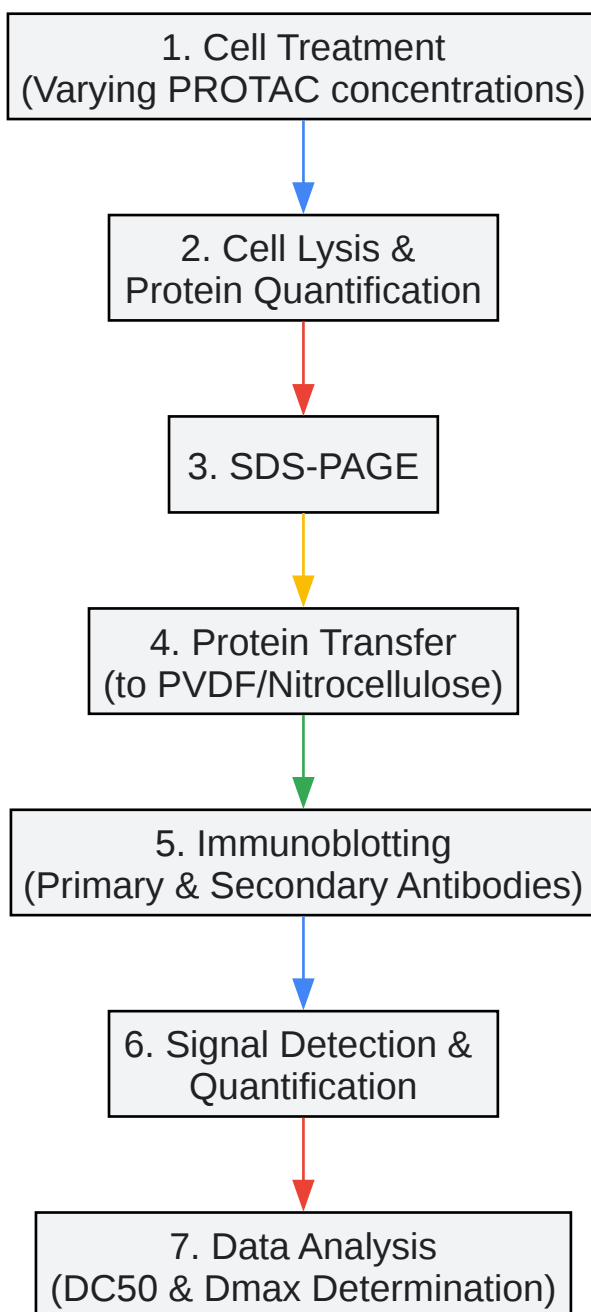 1. Cell Treatment
(Varying PROTAC concentrations)
2. Cell Lysis &
Protein Quantification
3. SDS-PAGE
4. Protein Transfer
(to PVDF/Nitrocellulose)
5. Immunoblotting
(Primary & Secondary Antibodies)
6. Signal Detection &
Quantification
7. Data Analysis
(DC50 & Dmax Determination)